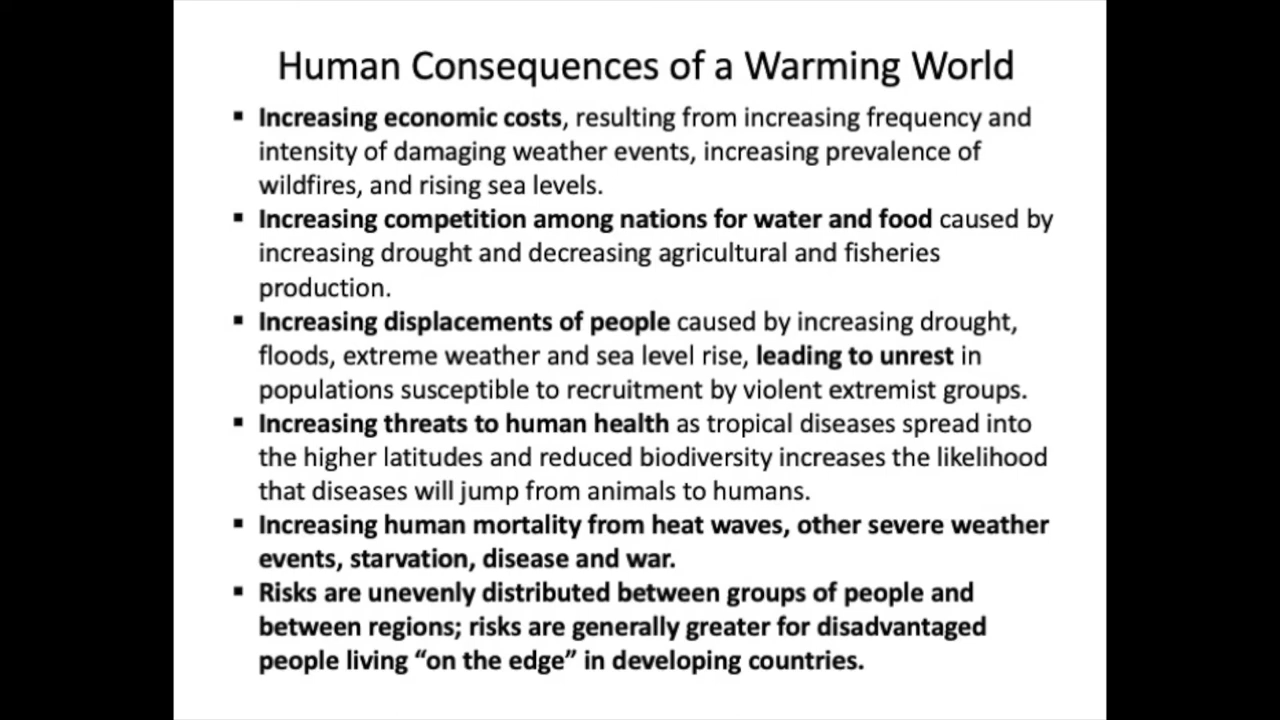 Human Consequences of a Warming World
▪ Increasing economic costs, resulting from increasing frequency and
intensity of damaging weather events, increasing prevalence of
wildfires, and rising sea levels.
▪ Increasing competition among nations for water and food caused by
increasing drought and decreasing agricultural and fisheries
production.
▪ Increasing displacements of people caused by increasing drought,
floods, extreme weather and sea level rise, leading to unrest in
populations susceptible to recruitment by violent extremist groups.
▪ Increasing threats to human health as tropical diseases spread into
the higher latitudes and reduced biodiversity increases the likelihood
that diseases will jump from animals to humans.
▪ Increasing human mortality from heat waves, other severe weather
events, starvation, disease and war.
▪ Risks are unevenly distributed between groups of people and
between regions; risks are generally greater for disadvantaged
people living “on the edge” in developing countries.